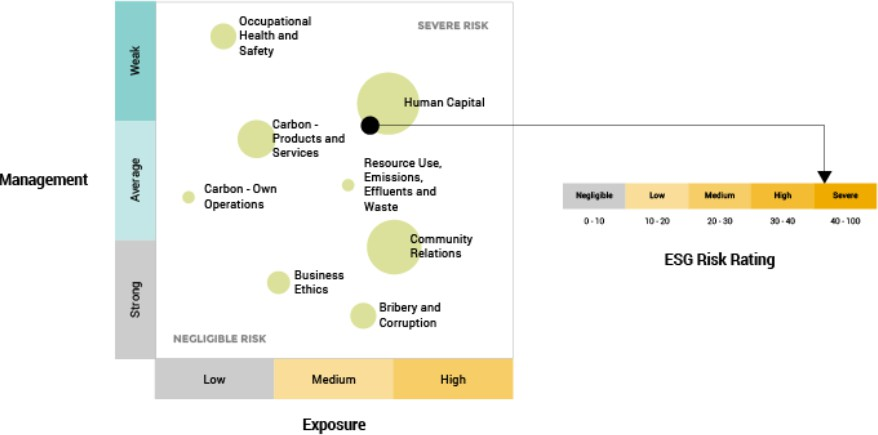 Occupational
Health and
Safety
SEVERE RISK
Weak
Human Capital
Carbon -
Products and
Services
Management
Average
Resource Use,
Emissions,
Effluents and
Waste
Carbon - Own
Operations
Negligible
Low
Medium
High
Severe
0 - 10
10 - 20
20 - 30
30 - 40
40 - 100
ESG Risk Rating
Community
Relations
Strong
Business
Ethics
Bribery and
Corruption
NEGLIGIBLE RISK
Low
Medium
High
Exposure